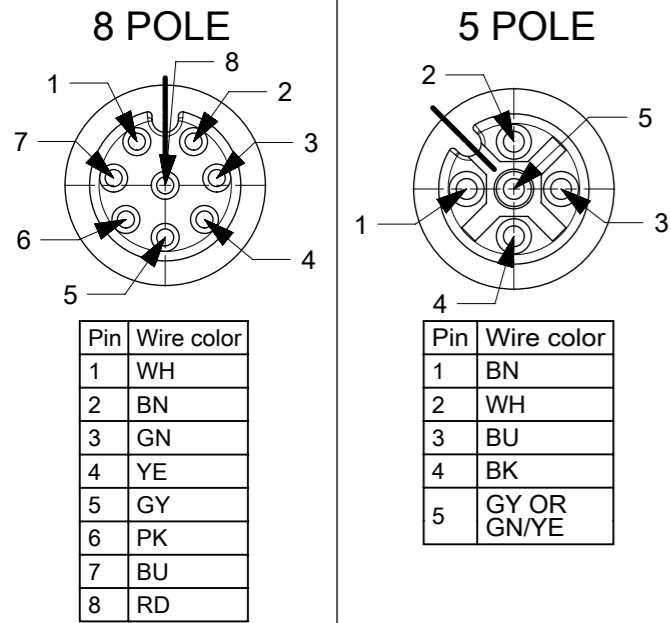 8 POLE
8
1
2
7
3
6
4
5
Pin Wire color
1 WH
2 BN
3 GN
4 YE
5 GY
6 PK
7 BU
8 RD
5 POLE
2
5
1
3
4
Pin Wire color
1 BN
2 WH
3 BU
4 BK
5 GY OR
GN/YE